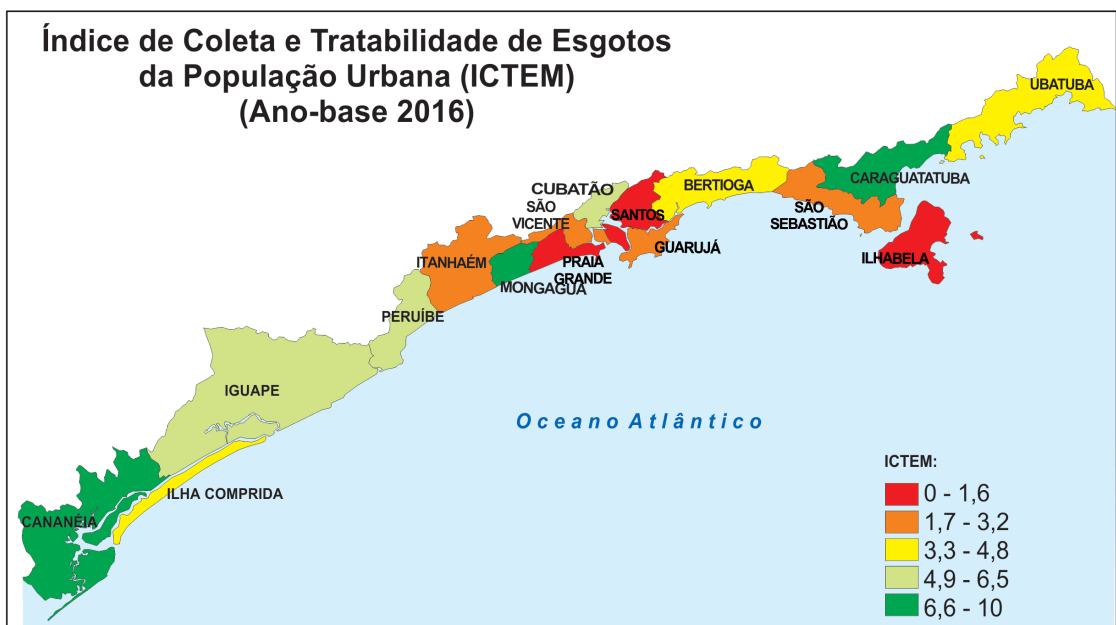 Índice de Coleta e Tratabilidade de Esgotos
da População Urbana (ICTEM)
(Ano-base 2016)
UBATUBA
CARAGUATATUBA
BERTIOGA
CUBATÃO
SÃO
VICENTE
SANTOS
SÃO
SEBASTIÃO
GUARUJÁ
ILHABELA
PRAIA
GRANDE
ITANHAÉM
MONGAGUÁ
PERUÍBE
IGUAPE
Oceano Atlântico
ILHA COMPRIDA
CANANÉIA
ICTEM:
0 - 1,6
1,7 - 3,2
3,3 - 4,8
4,9 - 6,5
6,6 - 10